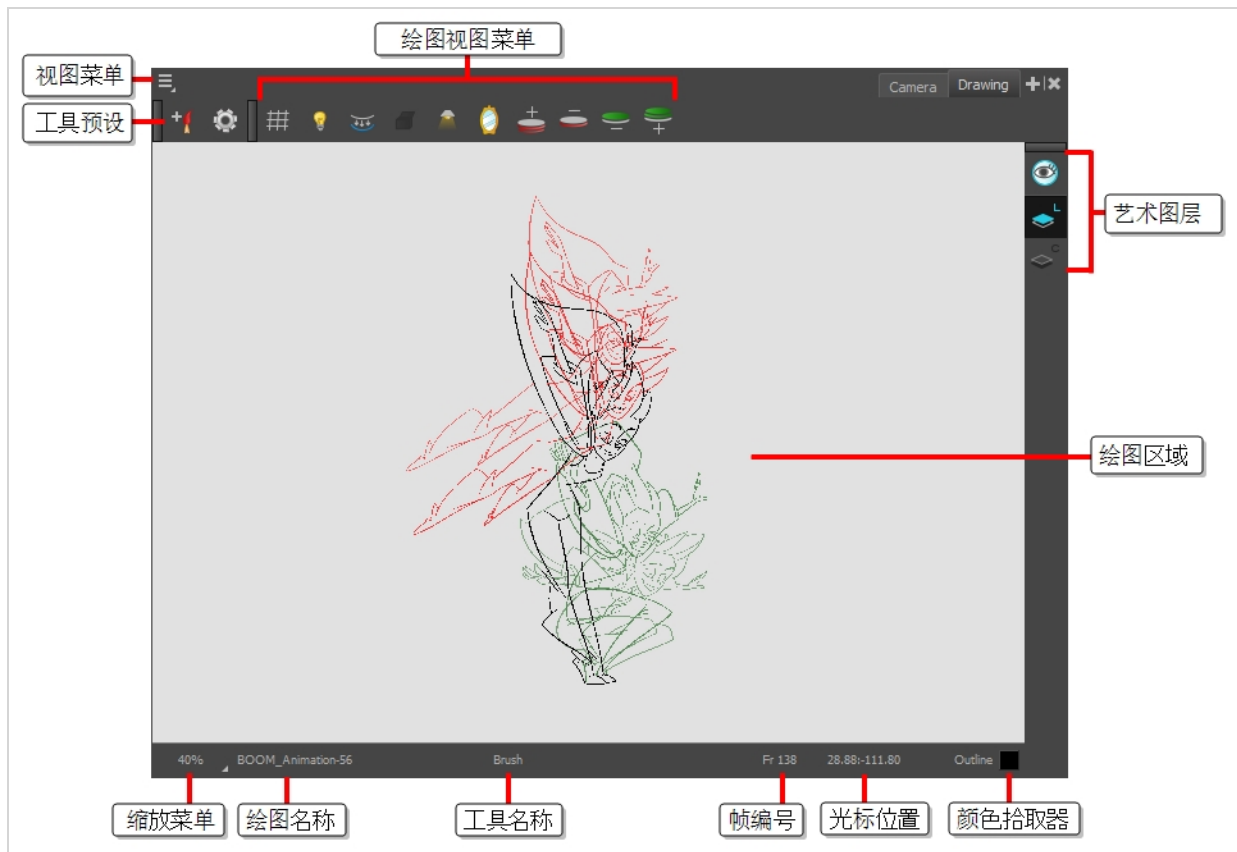 绘图视图菜单
视图菜单
Camera
Drawing
工具预设
L
C
艺术图层
绘图区域
40%
BOOM_Animation-56
Brush
Fr 138
28.88:-111.80
Outline
缩放菜单
绘图名称
工具名称
帧编号
光标位置
颜色拾取器